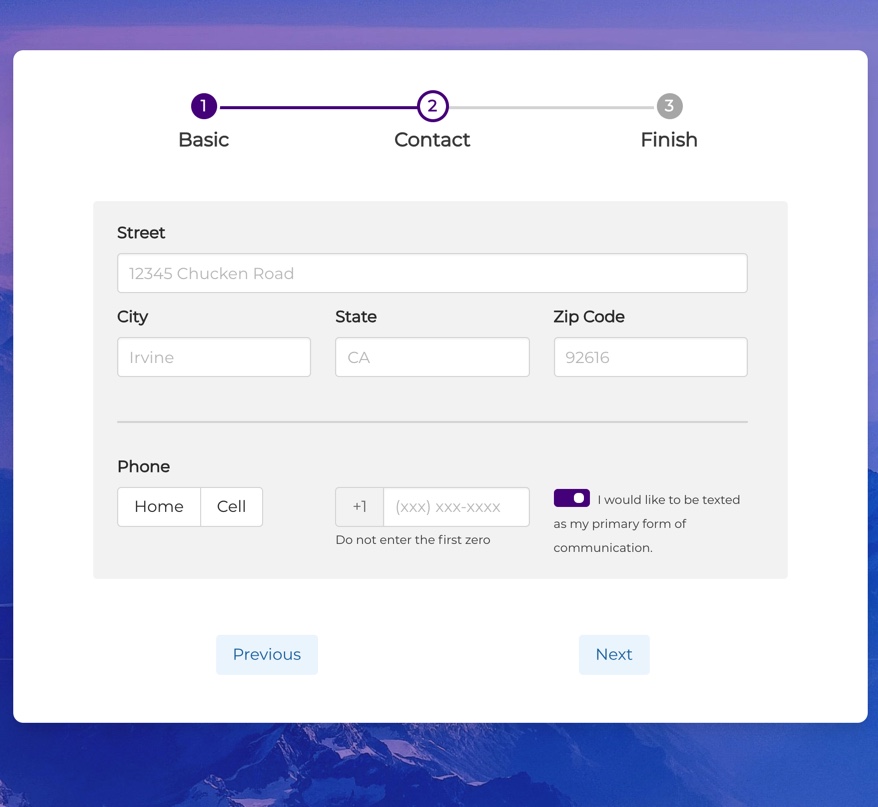 1 2 3
Basic Contact Finish
Street
12345 Chucken Road
City State Zip Code
Irvine CA 92616
Phone
Home Cell +1 (xxx) xxx-xxxx
Do not enter the first zero
I would like to be texted
as my primary form of
communication.
Previous Next